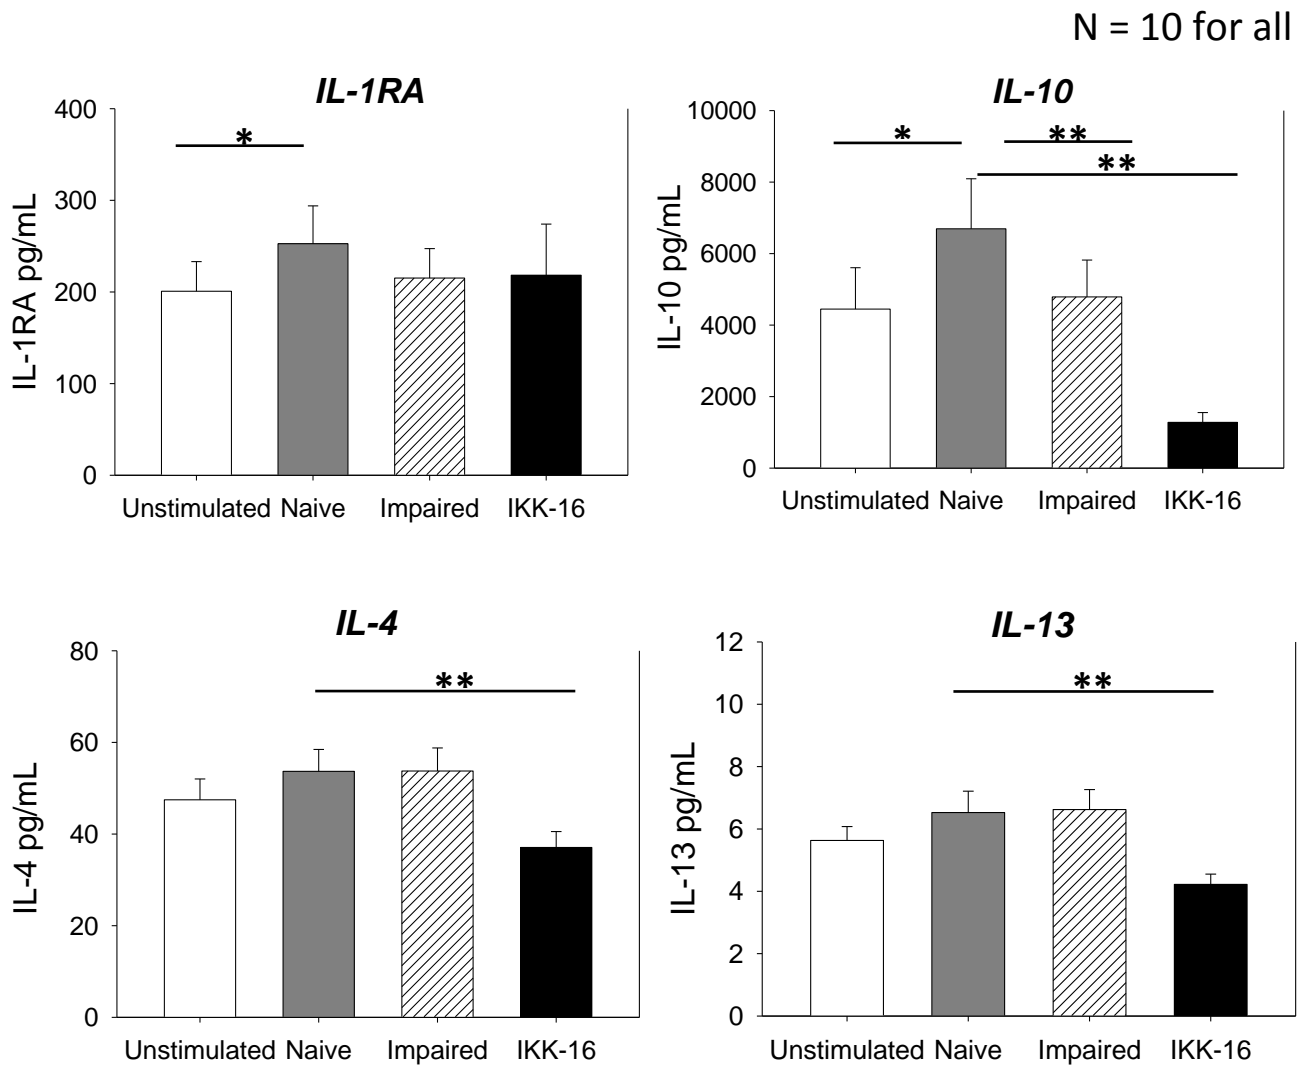 N = 10 for all
IL-1RA
IL-1RA pg/mL
400
300
200
100
0
*
Unstimulated Naive Impaired IKK-16
IL-10
IL-10 pg/mL
10000
8000
6000
4000
2000
0
* **
**
Unstimulated Naive Impaired IKK-16
IL-4
IL-4 pg/mL
80
60
40
20
0
**
Unstimulated Naive Impaired IKK-16
IL-13
IL-13 pg/mL
12
10
8
6
4
2
0
**
Unstimulated Naive Impaired IKK-16